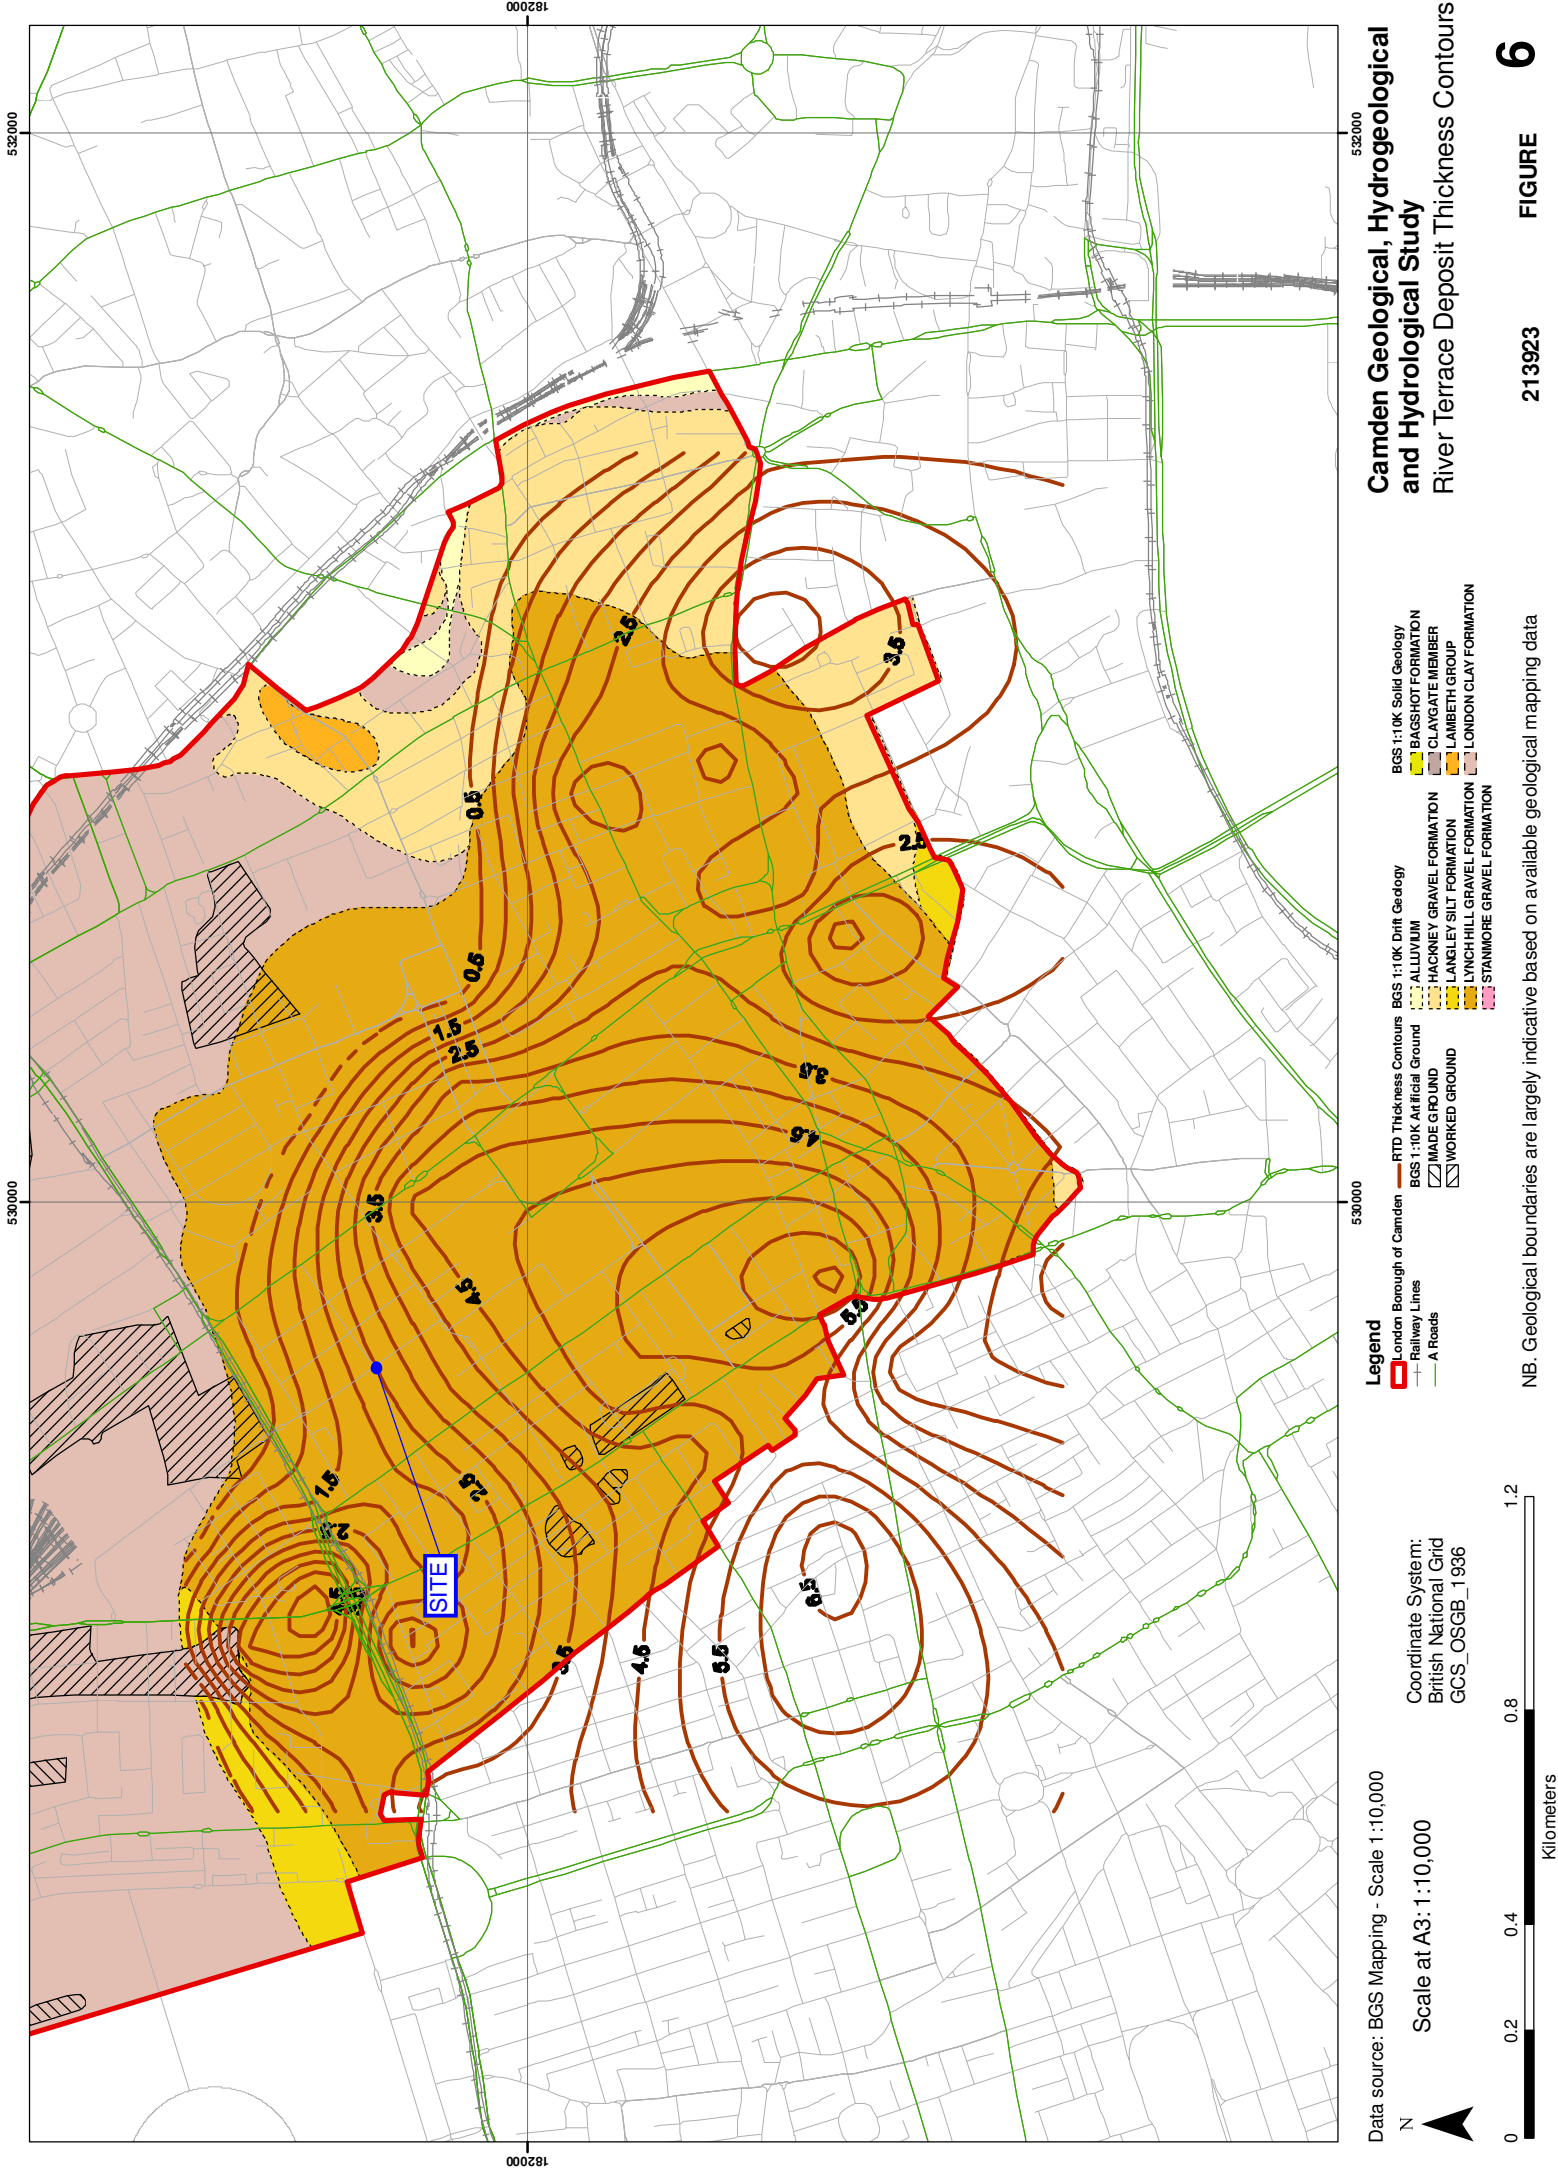 532000
530000
182000
182000
532000
530000
0.5
0.5
1.5
2.5
2.5
3.5
2.5
3.5
4.5
3.5
4.5
5.5
1.5
2.5
2.5
3.5
4.5
5.5
6.5
SITE
Camden Geological, Hydrogeological
and Hydrological Study
River Terrace Deposit Thickness Contours
213923
FIGURE
6
Legend
London Borough of Camden
Railway Lines
A Roads
RTD Thickness Contours
BGS 1:10K Artificial Ground
MADE GROUND
WORKED GROUND
BGS 1:10K Drift Geology
ALLUVIUM
HACKNEY GRAVEL FORMATION
LANGLEY SILT FORMATION
LYNCH HILL GRAVEL FORMATION
STANMORE GRAVEL FORMATION
BGS 1:10K Solid Geology
BAGSHOT FORMATION
CLAYGATE MEMBER
LAMBETH GROUP
LONDON CLAY FORMATION
NB. Geological boundaries are largely indicative based on available geological mapping data
Data source: BGS Mapping - Scale 1:10,000
N
Scale at A3: 1:10,000
Coordinate System:
British National Grid
GCS_OSGB_1936
0 0.2 0.4 0.8 1.2
Kilometers